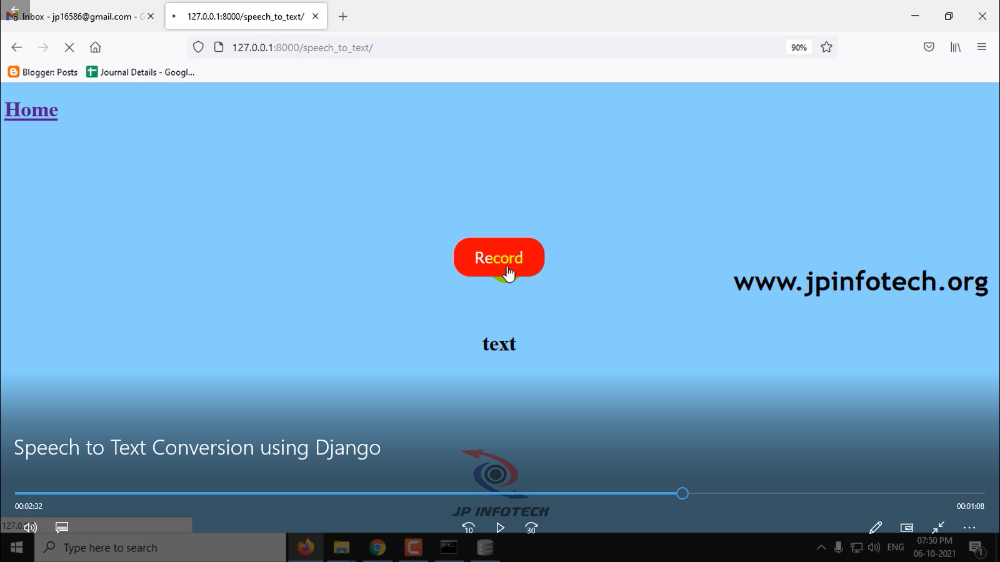 Inbox - jp16586@gmail.com - G
127.0.0.1:8000/speech_to_text/
127.0.0.1:8000/speech_to_text/
90%
Blogger: Posts
Journal Details - Googl...
Home
Record
www.jpinfotech.org
text
Speech to Text Conversion using Django
00:02:32
00:01:08
JP INFOTECH
127.0.
10
30
Type here to search
ENG
07:50 PM
06-10-2021
1